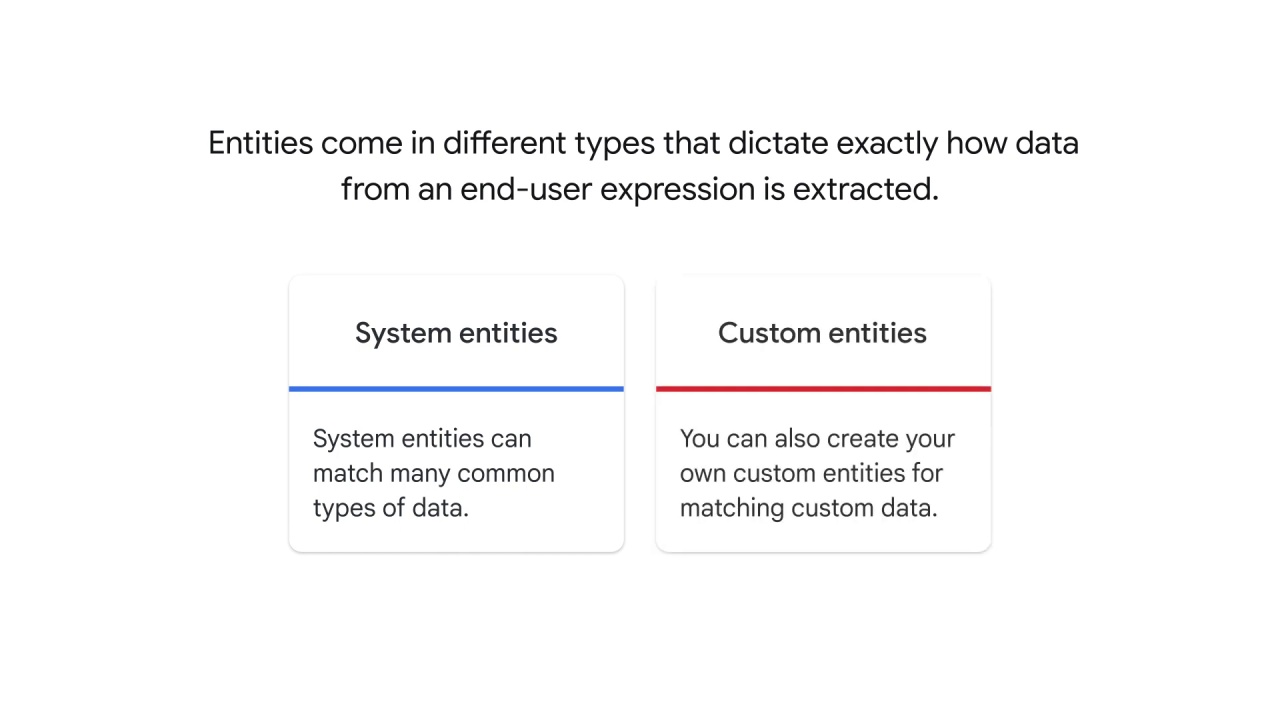 Entities come in different types that dictate exactly how data
from an end-user expression is extracted.
System entities
System entities can
match many common
types of data.
Custom entities
You can also create your
own custom entities for
matching custom data.